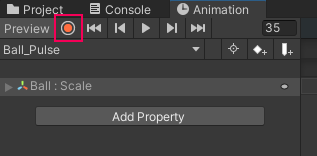 Project Console Animation
Preview 35
Ball_Pulse
Ball : Scale
Add Property